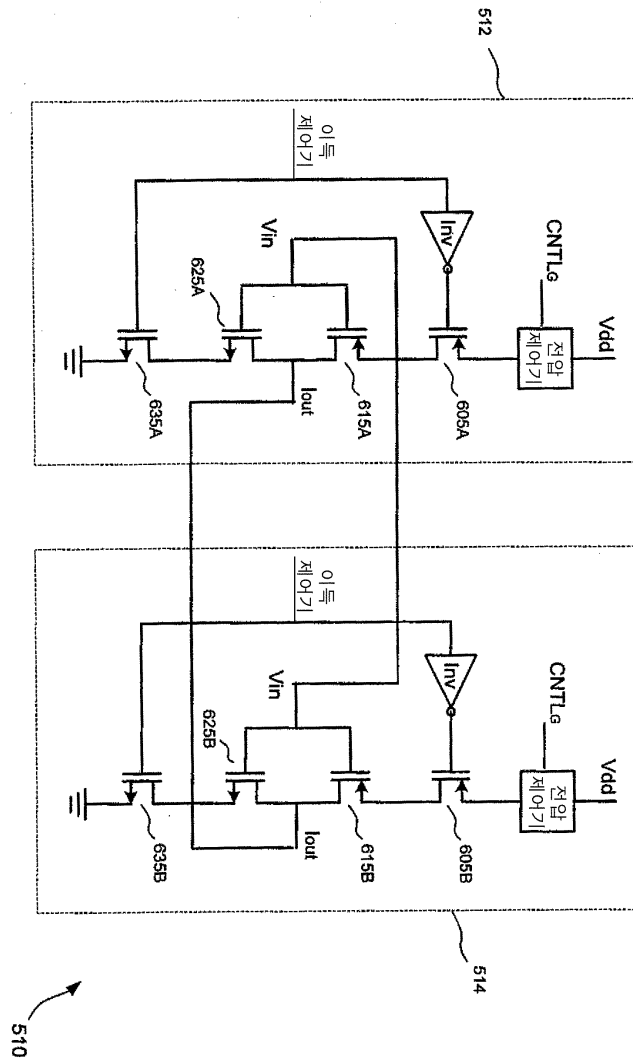 512
Vdd
CNTLG
전압
제어기
이득
제어기
Inv
605A
Vin
615A
Iout
625A
635A
Vdd
CNTLG
전압
제어기
이득
제어기
Inv
605B
Vin
615B
Iout
625B
635B
514
510